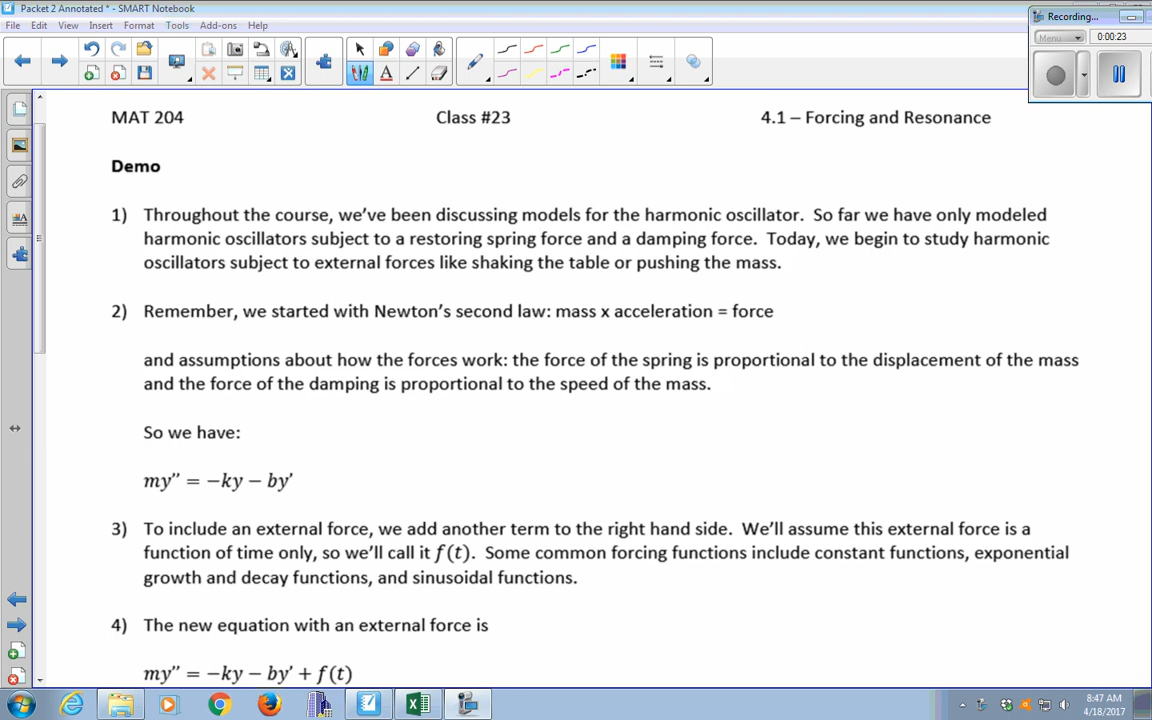 Packet 2 Annotated * - SMART Notebook
File Edit View Insert Format Tools Add-ons Help
Recording...
Menu
0:00:23
MAT 204 Class #23 4.1 – Forcing and Resonance
Demo
1) Throughout the course, we've been discussing models for the harmonic oscillator. So far we have only modeled
harmonic oscillators subject to a restoring spring force and a damping force. Today, we begin to study harmonic
oscillators subject to external forces like shaking the table or pushing the mass.
2) Remember, we started with Newton's second law: mass x acceleration = force
and assumptions about how the forces work: the force of the spring is proportional to the displacement of the mass
and the force of the damping is proportional to the speed of the mass.
So we have:
my'' = −ky − by'
3) To include an external force, we add another term to the right hand side. We'll assume this external force is a
function of time only, so we'll call it f(t). Some common forcing functions include constant functions, exponential
growth and decay functions, and sinusoidal functions.
4) The new equation with an external force is
my'' = −ky − by' + f(t)
8:47 AM
4/18/2017